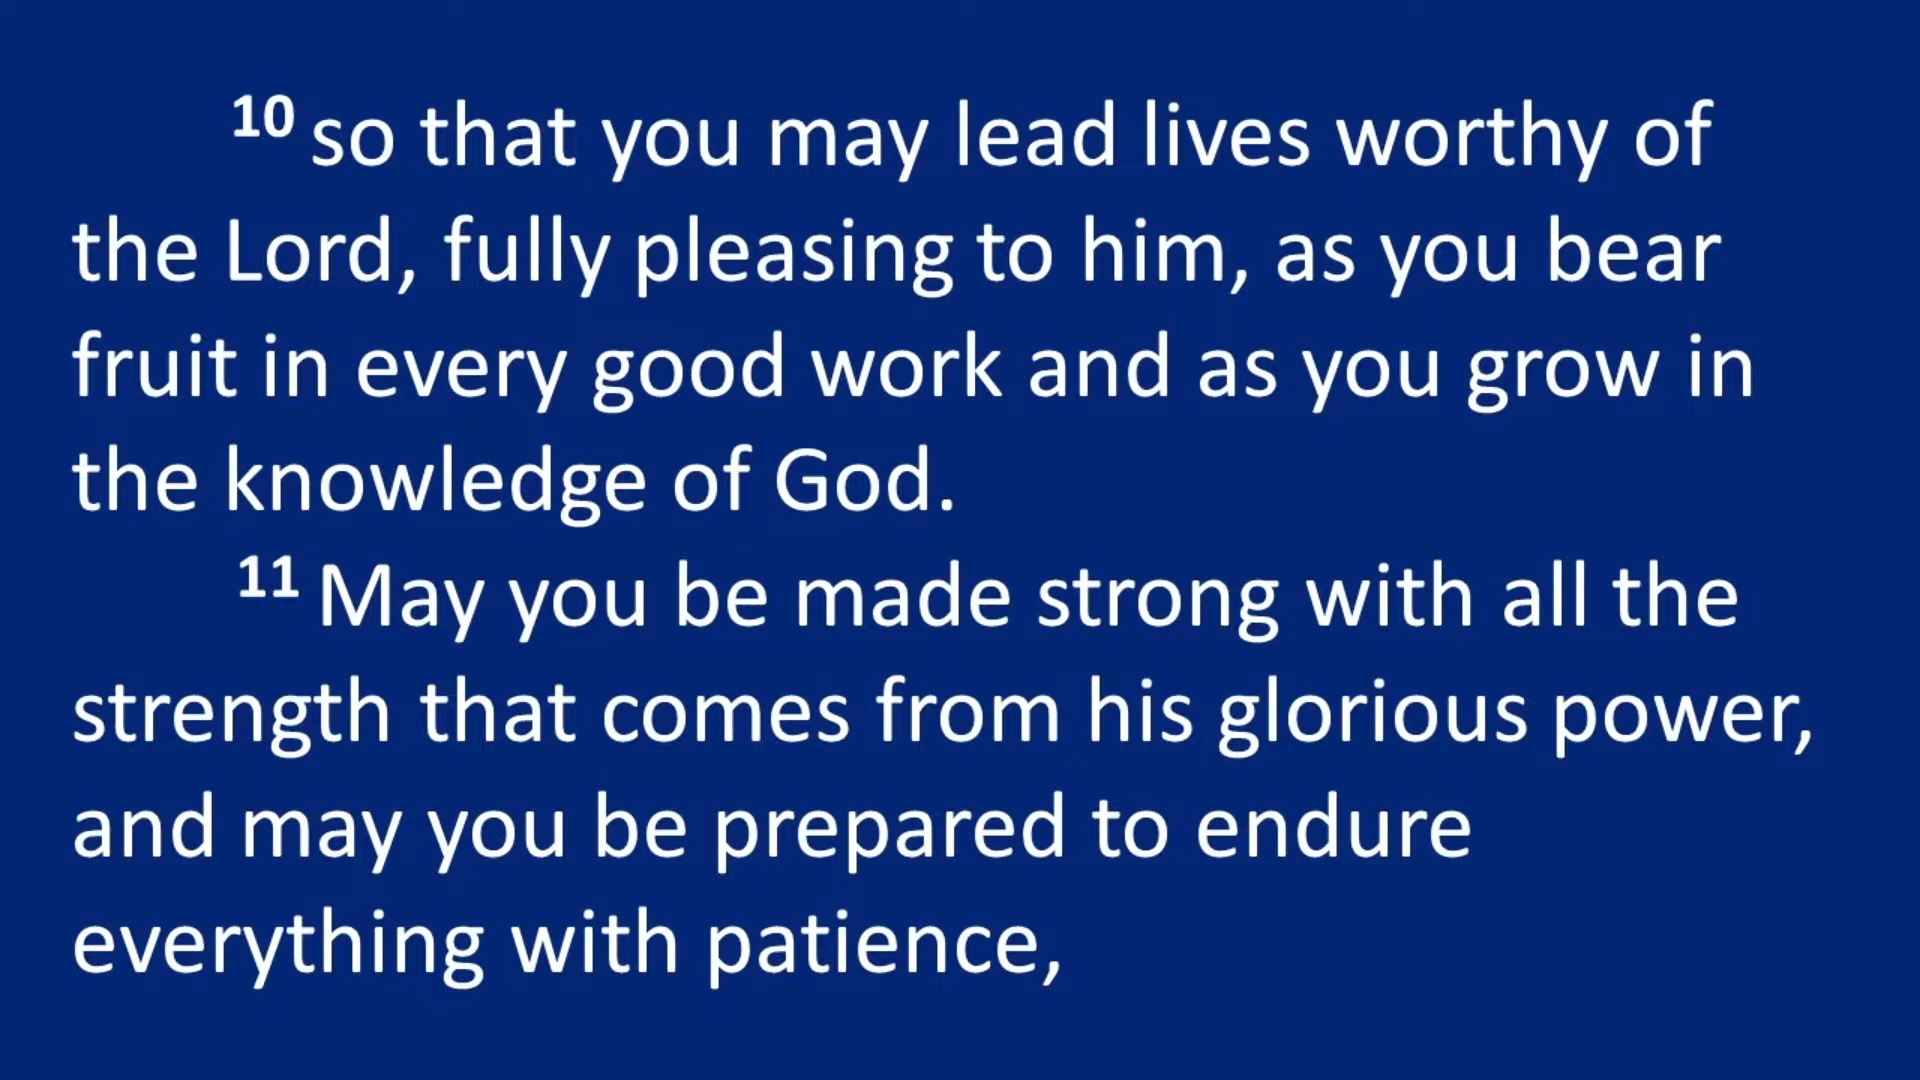 10 so that you may lead lives worthy of
the Lord, fully pleasing to him, as you bear
fruit in every good work and as you grow in
the knowledge of God.
11 May you be made strong with all the
strength that comes from his glorious power,
and may you be prepared to endure
everything with patience,